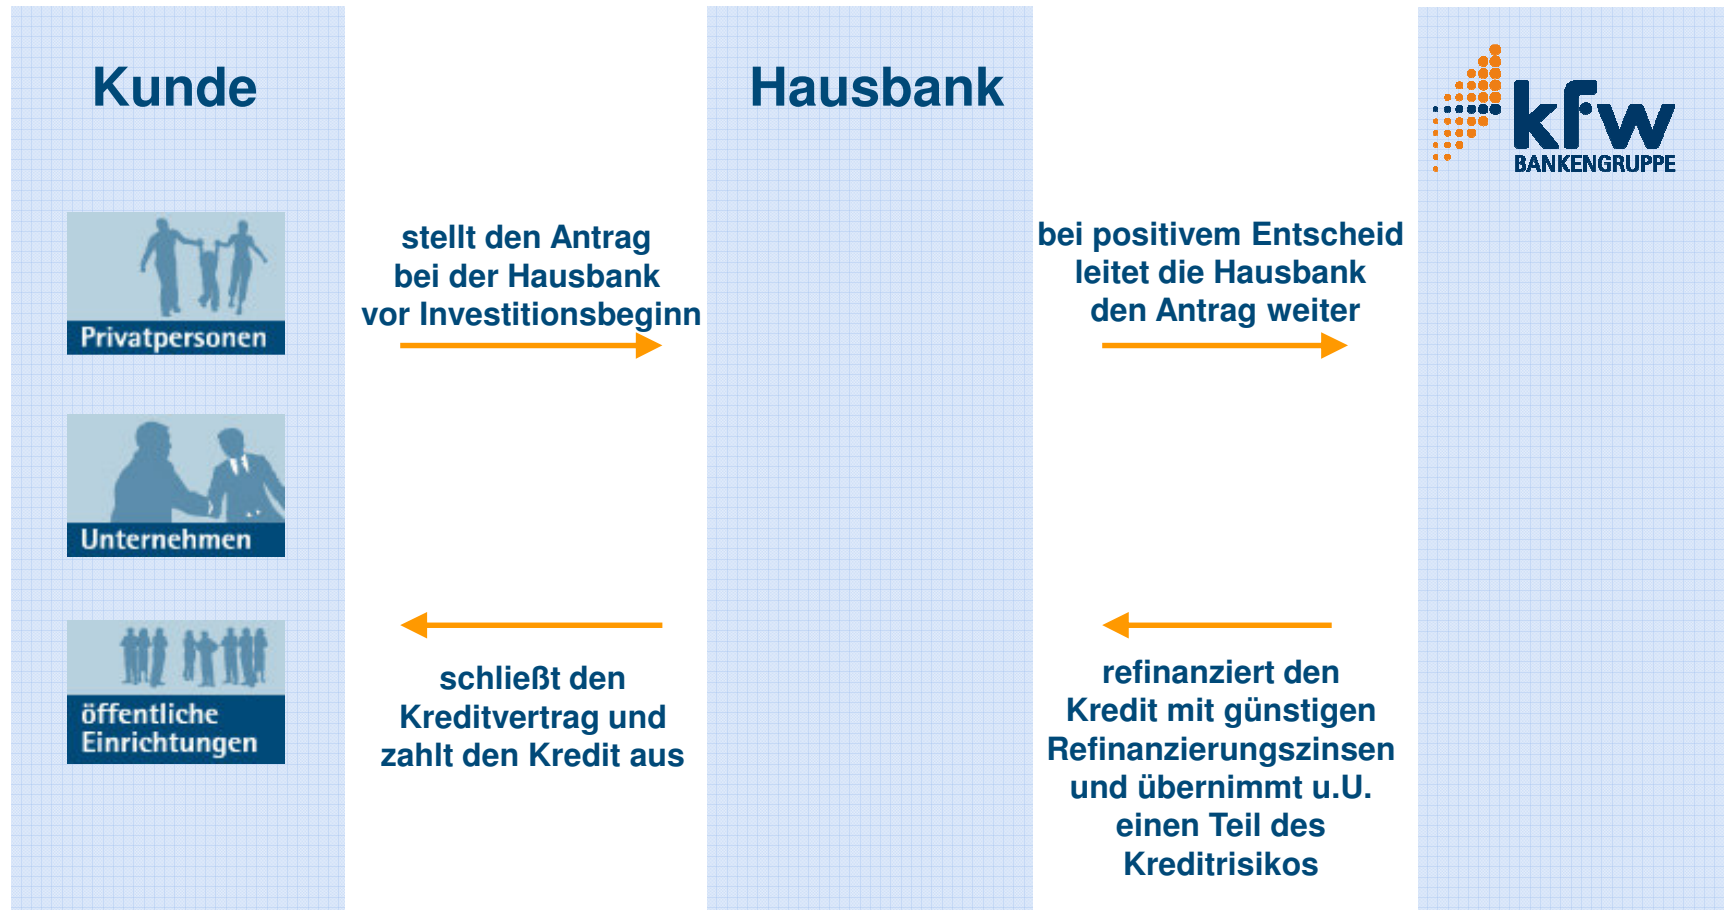 Kunde
Privatpersonen
Unternehmen
öffentliche
Einrichtungen
stellt den Antrag
bei der Hausbank
vor Investitionsbeginn
schließt den
Kreditvertrag und
zahlt den Kredit aus
Hausbank
bei positivem Entscheid
leitet die Hausbank
den Antrag weiter
refinanziert den
Kredit mit günstigen
Refinanzierungszinsen
und übernimmt u.U.
einen Teil des
Kreditrisikos
kfw
BANKENGRUPPE